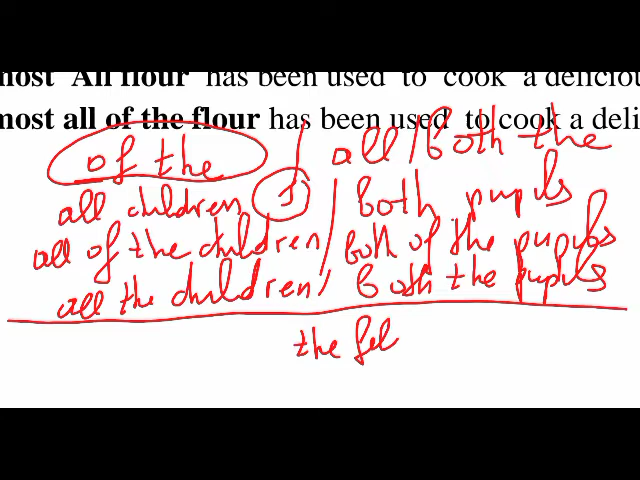 most All flour has been used to cook a deliciou
most all of the flour has been used to cook a deli
of the / all / both the
all children 1 / both pupils
all of the children / both of the pupils
all the children / both the pupils
the fel